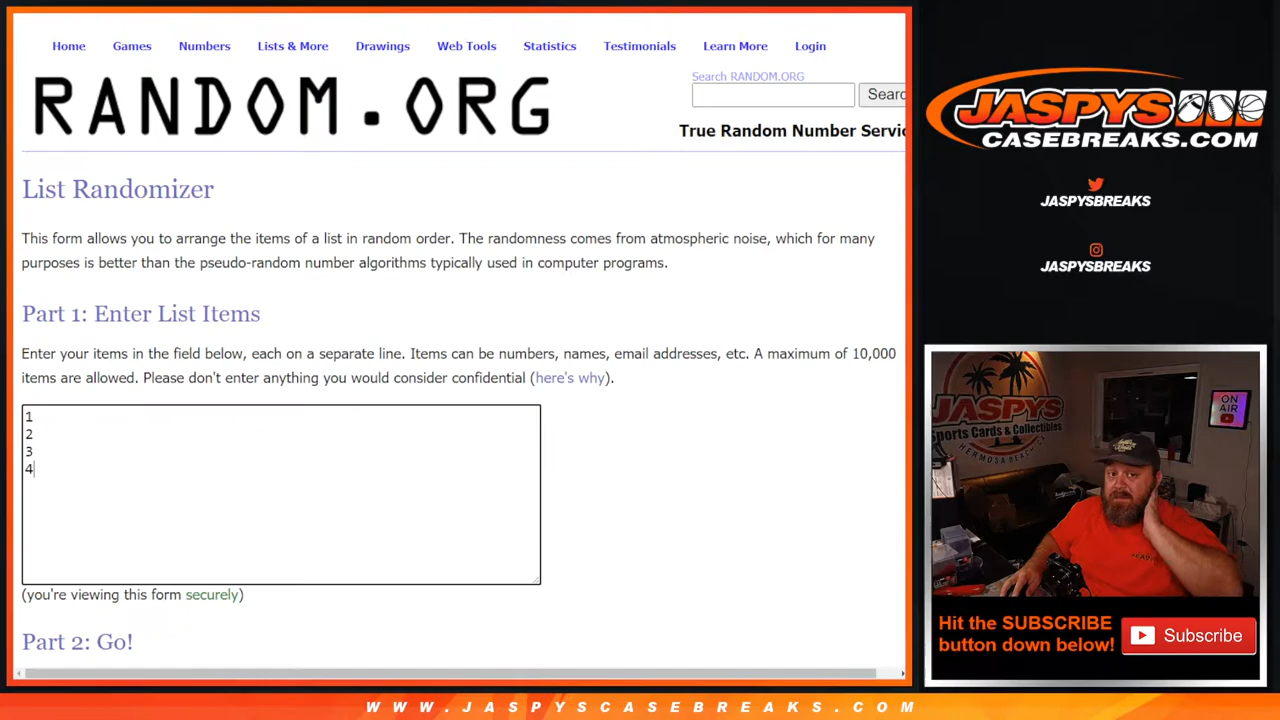 Home Games Numbers Lists & More Drawings Web Tools Statistics Testimonials Learn More Login
RANDOM.ORG
Search RANDOM.ORG
Searc
True Random Number Servic
List Randomizer
This form allows you to arrange the items of a list in random order. The randomness comes from atmospheric noise, which for many
purposes is better than the pseudo-random number algorithms typically used in computer programs.
Part 1: Enter List Items
Enter your items in the field below, each on a separate line. Items can be numbers, names, email addresses, etc. A maximum of 10,000
items are allowed. Please don't enter anything you would consider confidential (here's why).
1
2
3
4
(you're viewing this form securely)
Part 2: Go!
JASPYS
CASEBREAKS.COM
JASPYSBREAKS
JASPYSBREAKS
JASPYS
Sports Cards & Collectibles
HERMOSA BEACH CA
ON
AIR
Hit the SUBSCRIBE
button down below!
Subscribe
WWW.JASPYSCASEBREAKS.COM